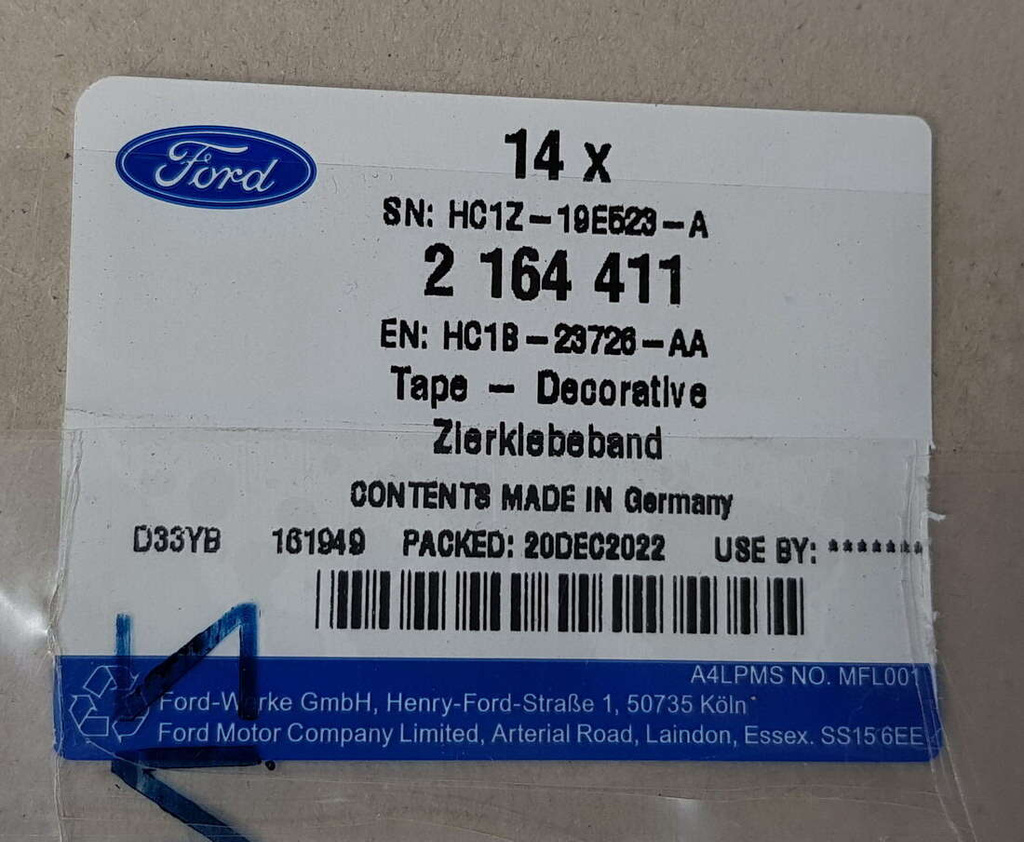 Ford
14 x
SN: HC1Z-19E523-A
2 164 411
EN: HC1B-23726-AA
Tape - Decorative
Zierklebeband
CONTENTS MADE IN Germany
D33YB 161949 PACKED: 20DEC2022 USE BY: *******
A4LPMS NO. MFL001
Ford-Werke GmbH, Henry-Ford-Straße 1, 50735 Köln
Ford Motor Company Limited, Arterial Road, Laindon, Essex. SS15 6EE